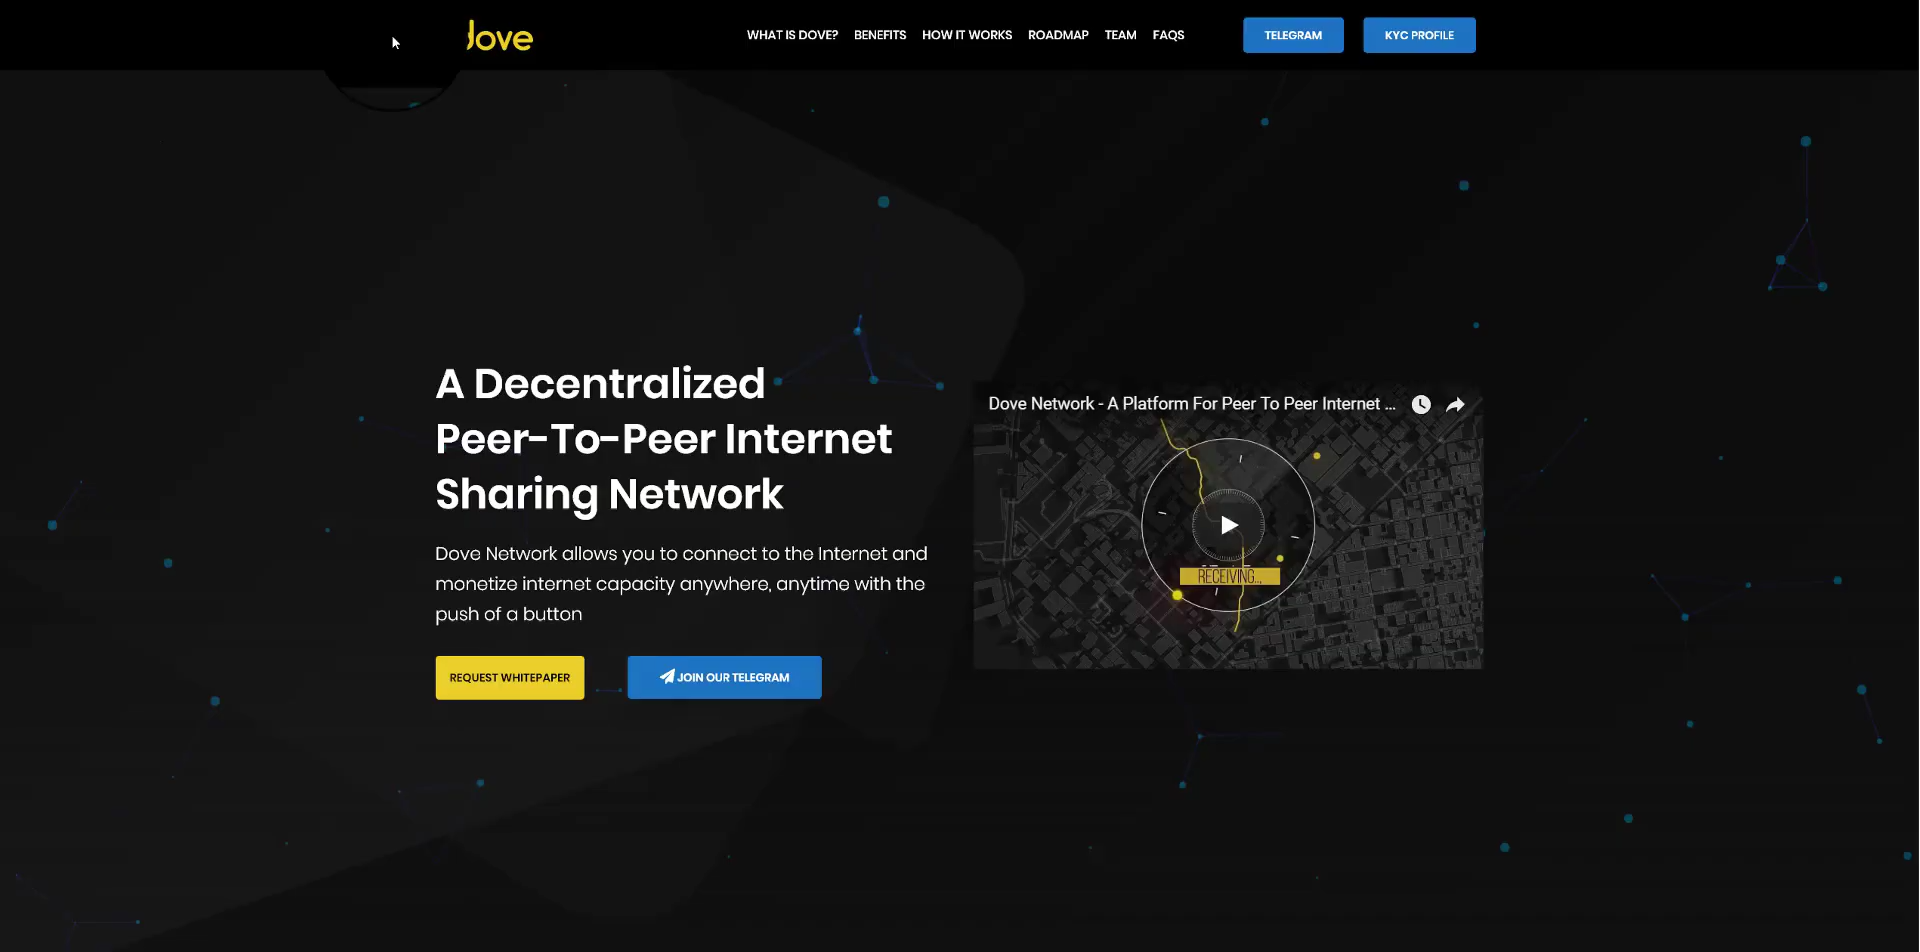 Jove
WHAT IS DOVE? BENEFITS HOW IT WORKS ROADMAP TEAM FAQS TELEGRAM KYC PROFILE
A Decentralized
Peer-To-Peer Internet
Sharing Network
Dove Network allows you to connect to the Internet and
monetize internet capacity anywhere, anytime with the
push of a button
REQUEST WHITEPAPER JOIN OUR TELEGRAM
Dove Network - A Platform For Peer To Peer Internet ...
RECEIVING...